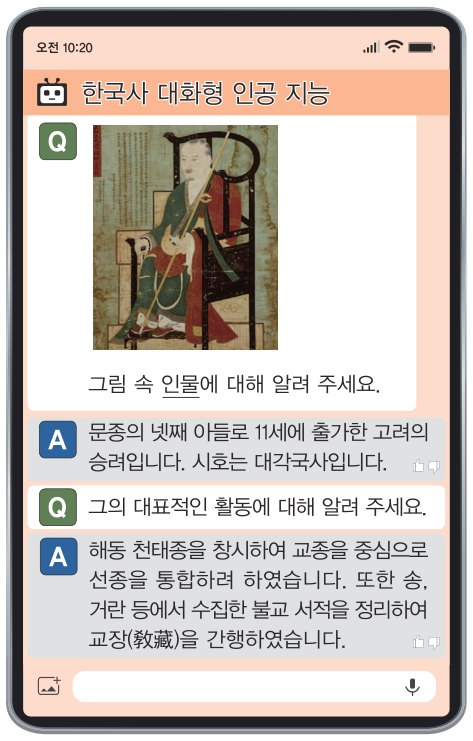 오전 10:20
한국사 대화형 인공 지능
Q
그림 속 인물에 대해 알려 주세요.
A
문종의 넷째 아들로 11세에 출가한 고려의
승려입니다. 시호는 대각국사입니다.
Q
그의 대표적인 활동에 대해 알려 주세요.
A
해동 천태종을 창시하여 교종을 중심으로
선종을 통합하려 하였습니다. 또한 송,
거란 등에서 수집한 불교 서적을 정리하여
교장(敎藏)을 간행하였습니다.